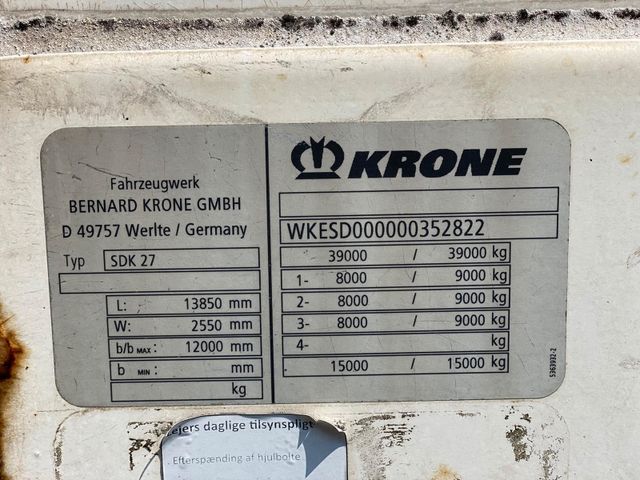 Fahrzeugwerk
BERNARD KRONE GMBH
D 49757 Werlte / Germany
Typ SDK 27
L: 13850 mm
W: 2550 mm
b/b MAX: 12000 mm
b MIN: mm
kg
KRONE
WKESD000000352822
39000 / 39000 kg
1- 8000 / 9000 kg
2- 8000 / 9000 kg
3- 8000 / 9000 kg
4- kg
15000 / 15000 kg
5363932-2
ejers daglige tilsynspligt
Efterspænding af hjulbolte